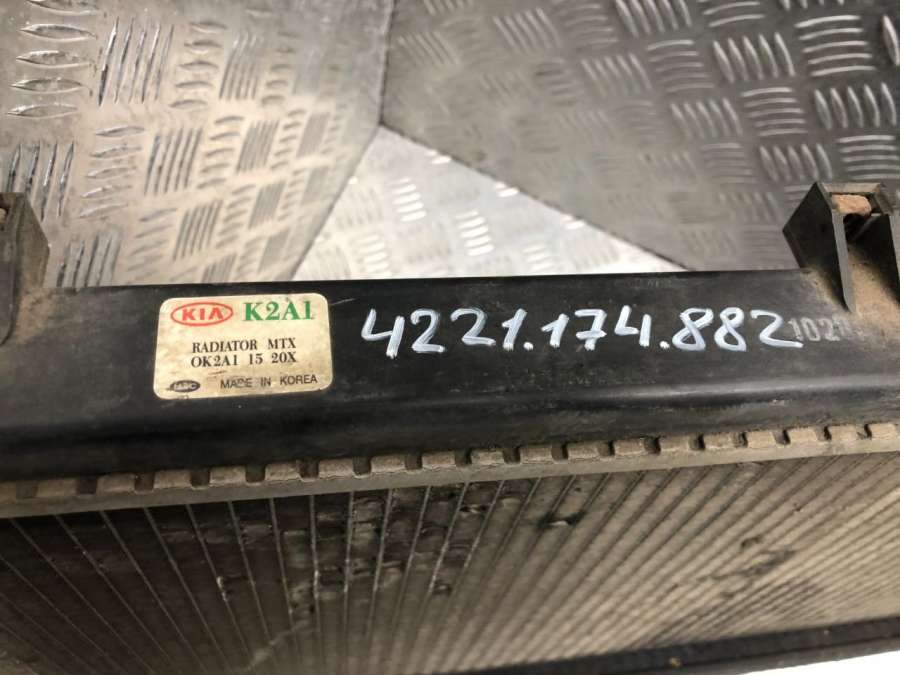 KIA K2A1
RADIATOR MTX
OK2A1 15 20X
MADE IN KOREA
4221.174.882